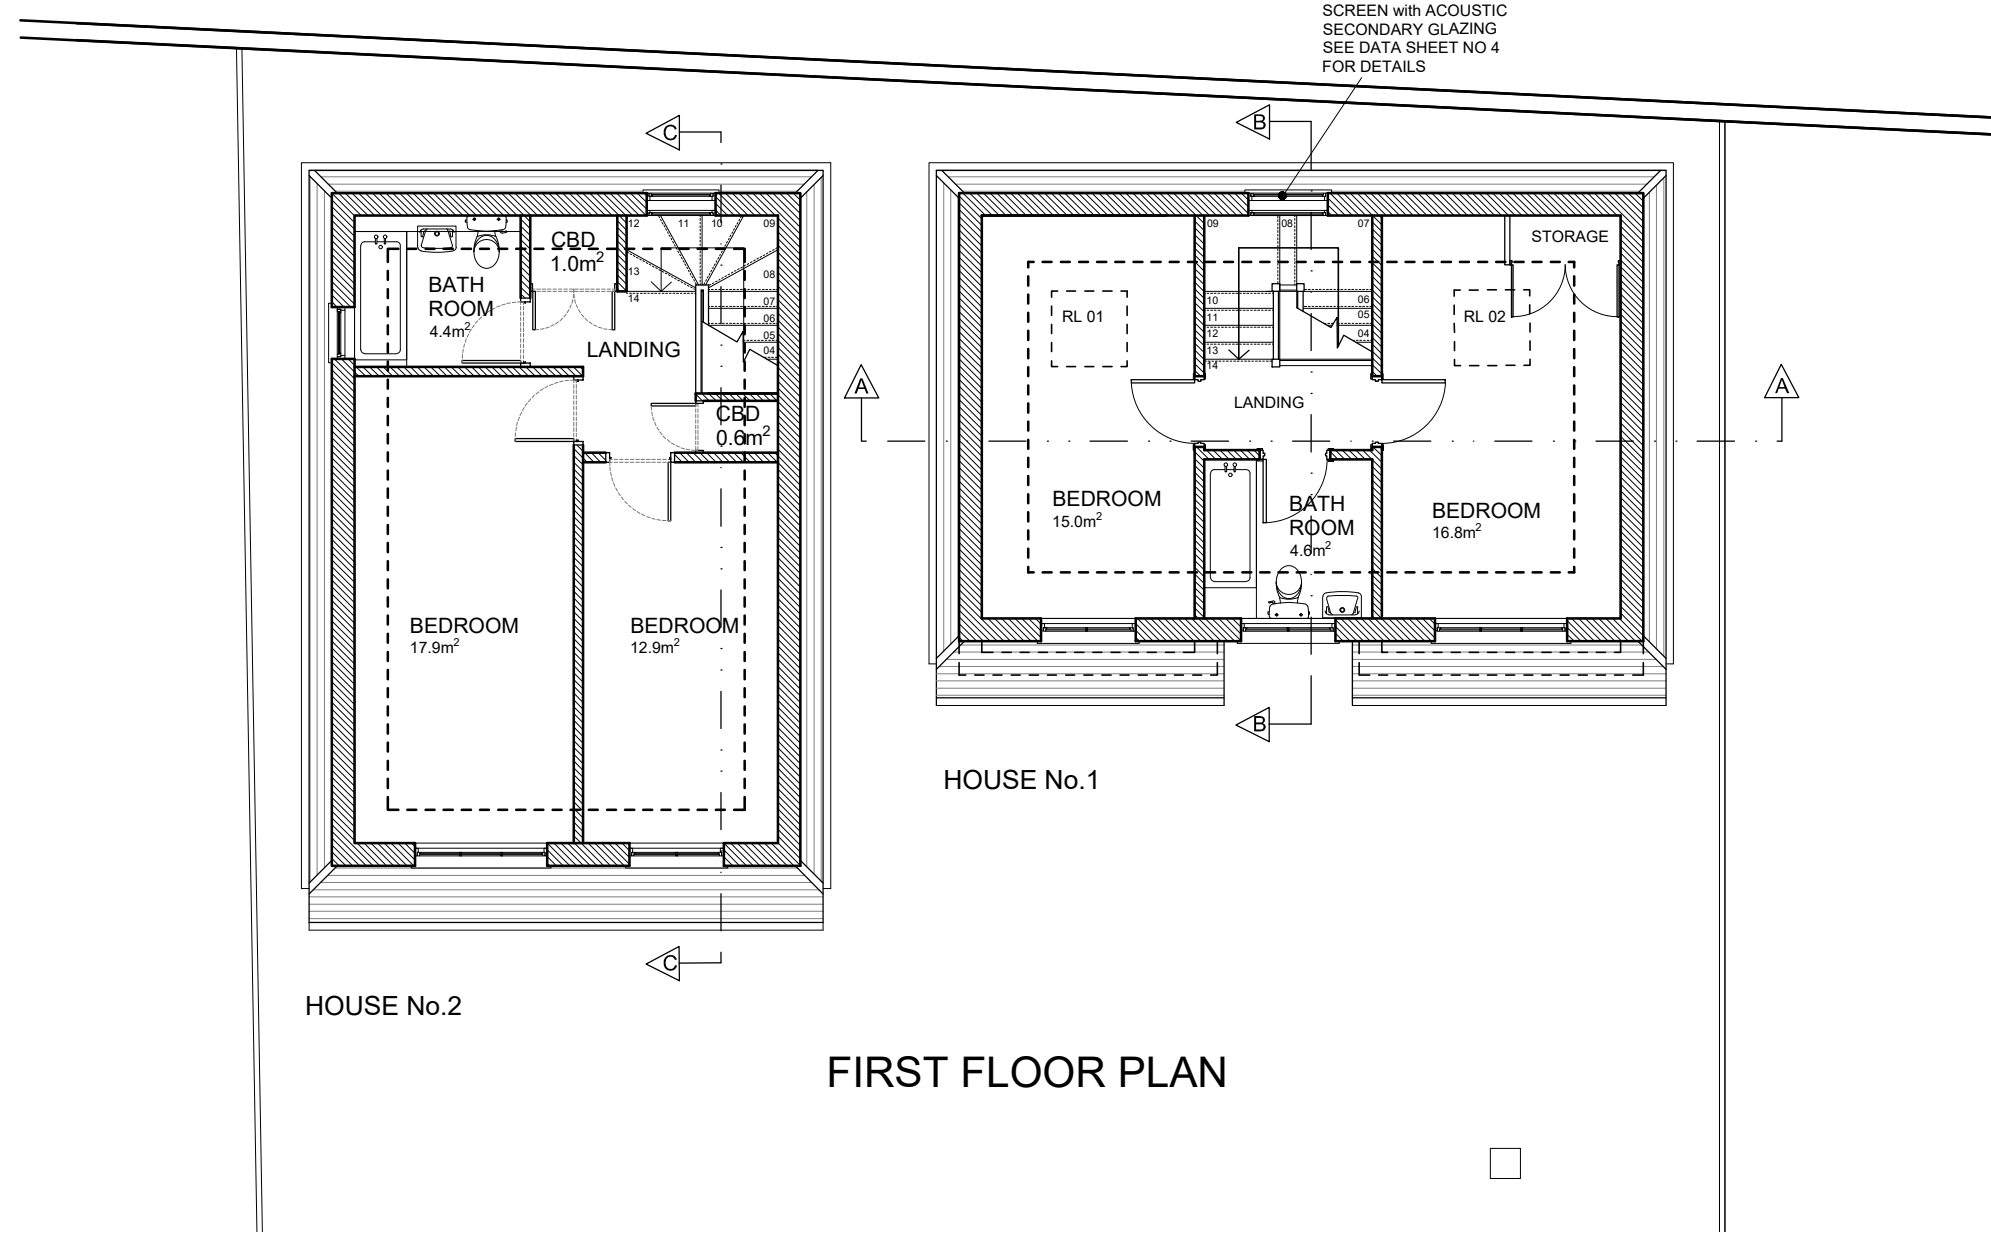 SCREEN with ACOUSTIC
SECONDARY GLAZING
SEE DATA SHEET NO 4
FOR DETAILS
C
B
12
11
10
09
13
08
14
07
06
05
04
CBD
1.0m²
BATH
ROOM
4.4m²
LANDING
CBD
0.6m²
BEDROOM
17.9m²
BEDROOM
12.9m²
C
HOUSE No.2
A
09
08
07
10
06
11
05
12
04
13
14
STORAGE
RL 01
RL 02
LANDING
A
BEDROOM
15.0m²
BATH
ROOM
4.6m²
BEDROOM
16.8m²
B
HOUSE No.1
FIRST FLOOR PLAN